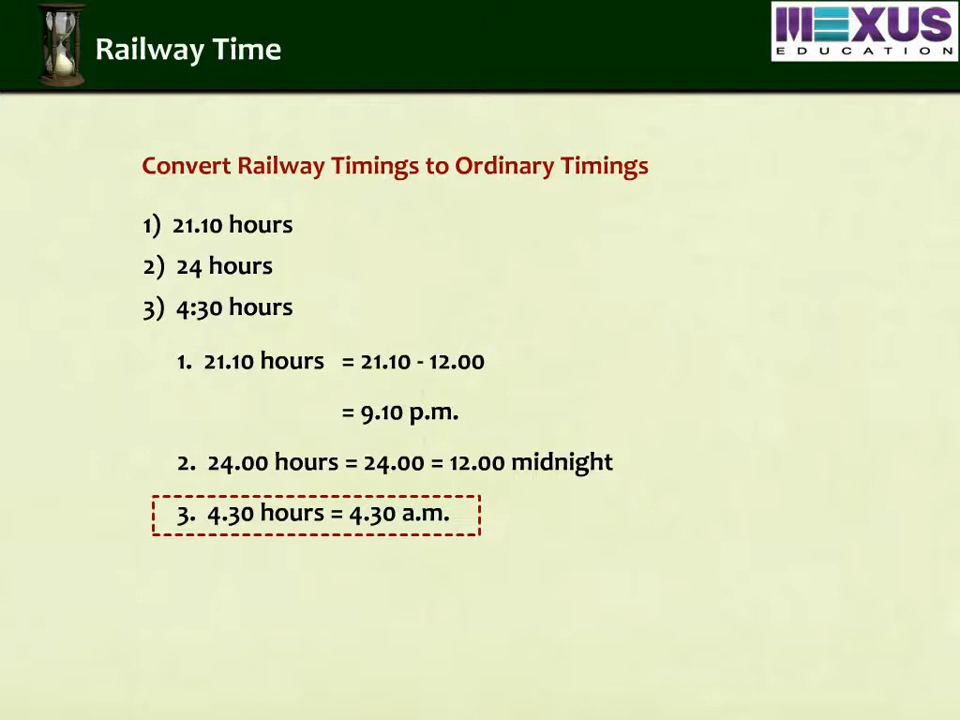 Railway Time
MEXUS
EDUCATION
Convert Railway Timings to Ordinary Timings
1) 21.10 hours
2) 24 hours
3) 4:30 hours
1. 21.10 hours = 21.10 - 12.00
= 9.10 p.m.
2. 24.00 hours = 24.00 = 12.00 midnight
3. 4.30 hours = 4.30 a.m.